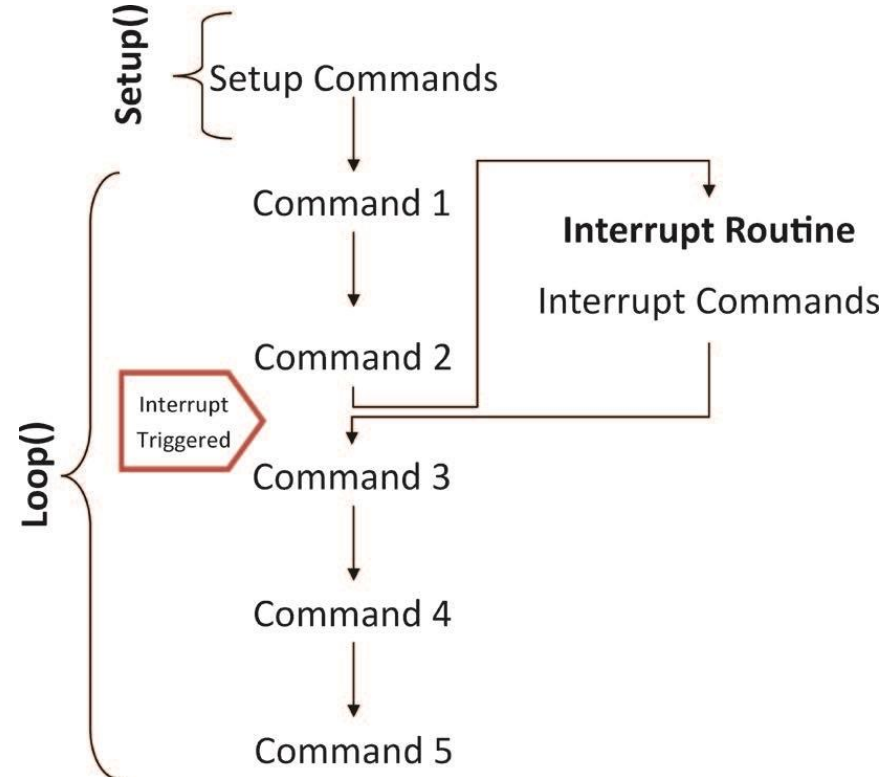 Setup()
Setup Commands
Command 1
Interrupt Routine
Interrupt Commands
Command 2
Interrupt
Triggered
Loop()
Command 3
Command 4
Command 5